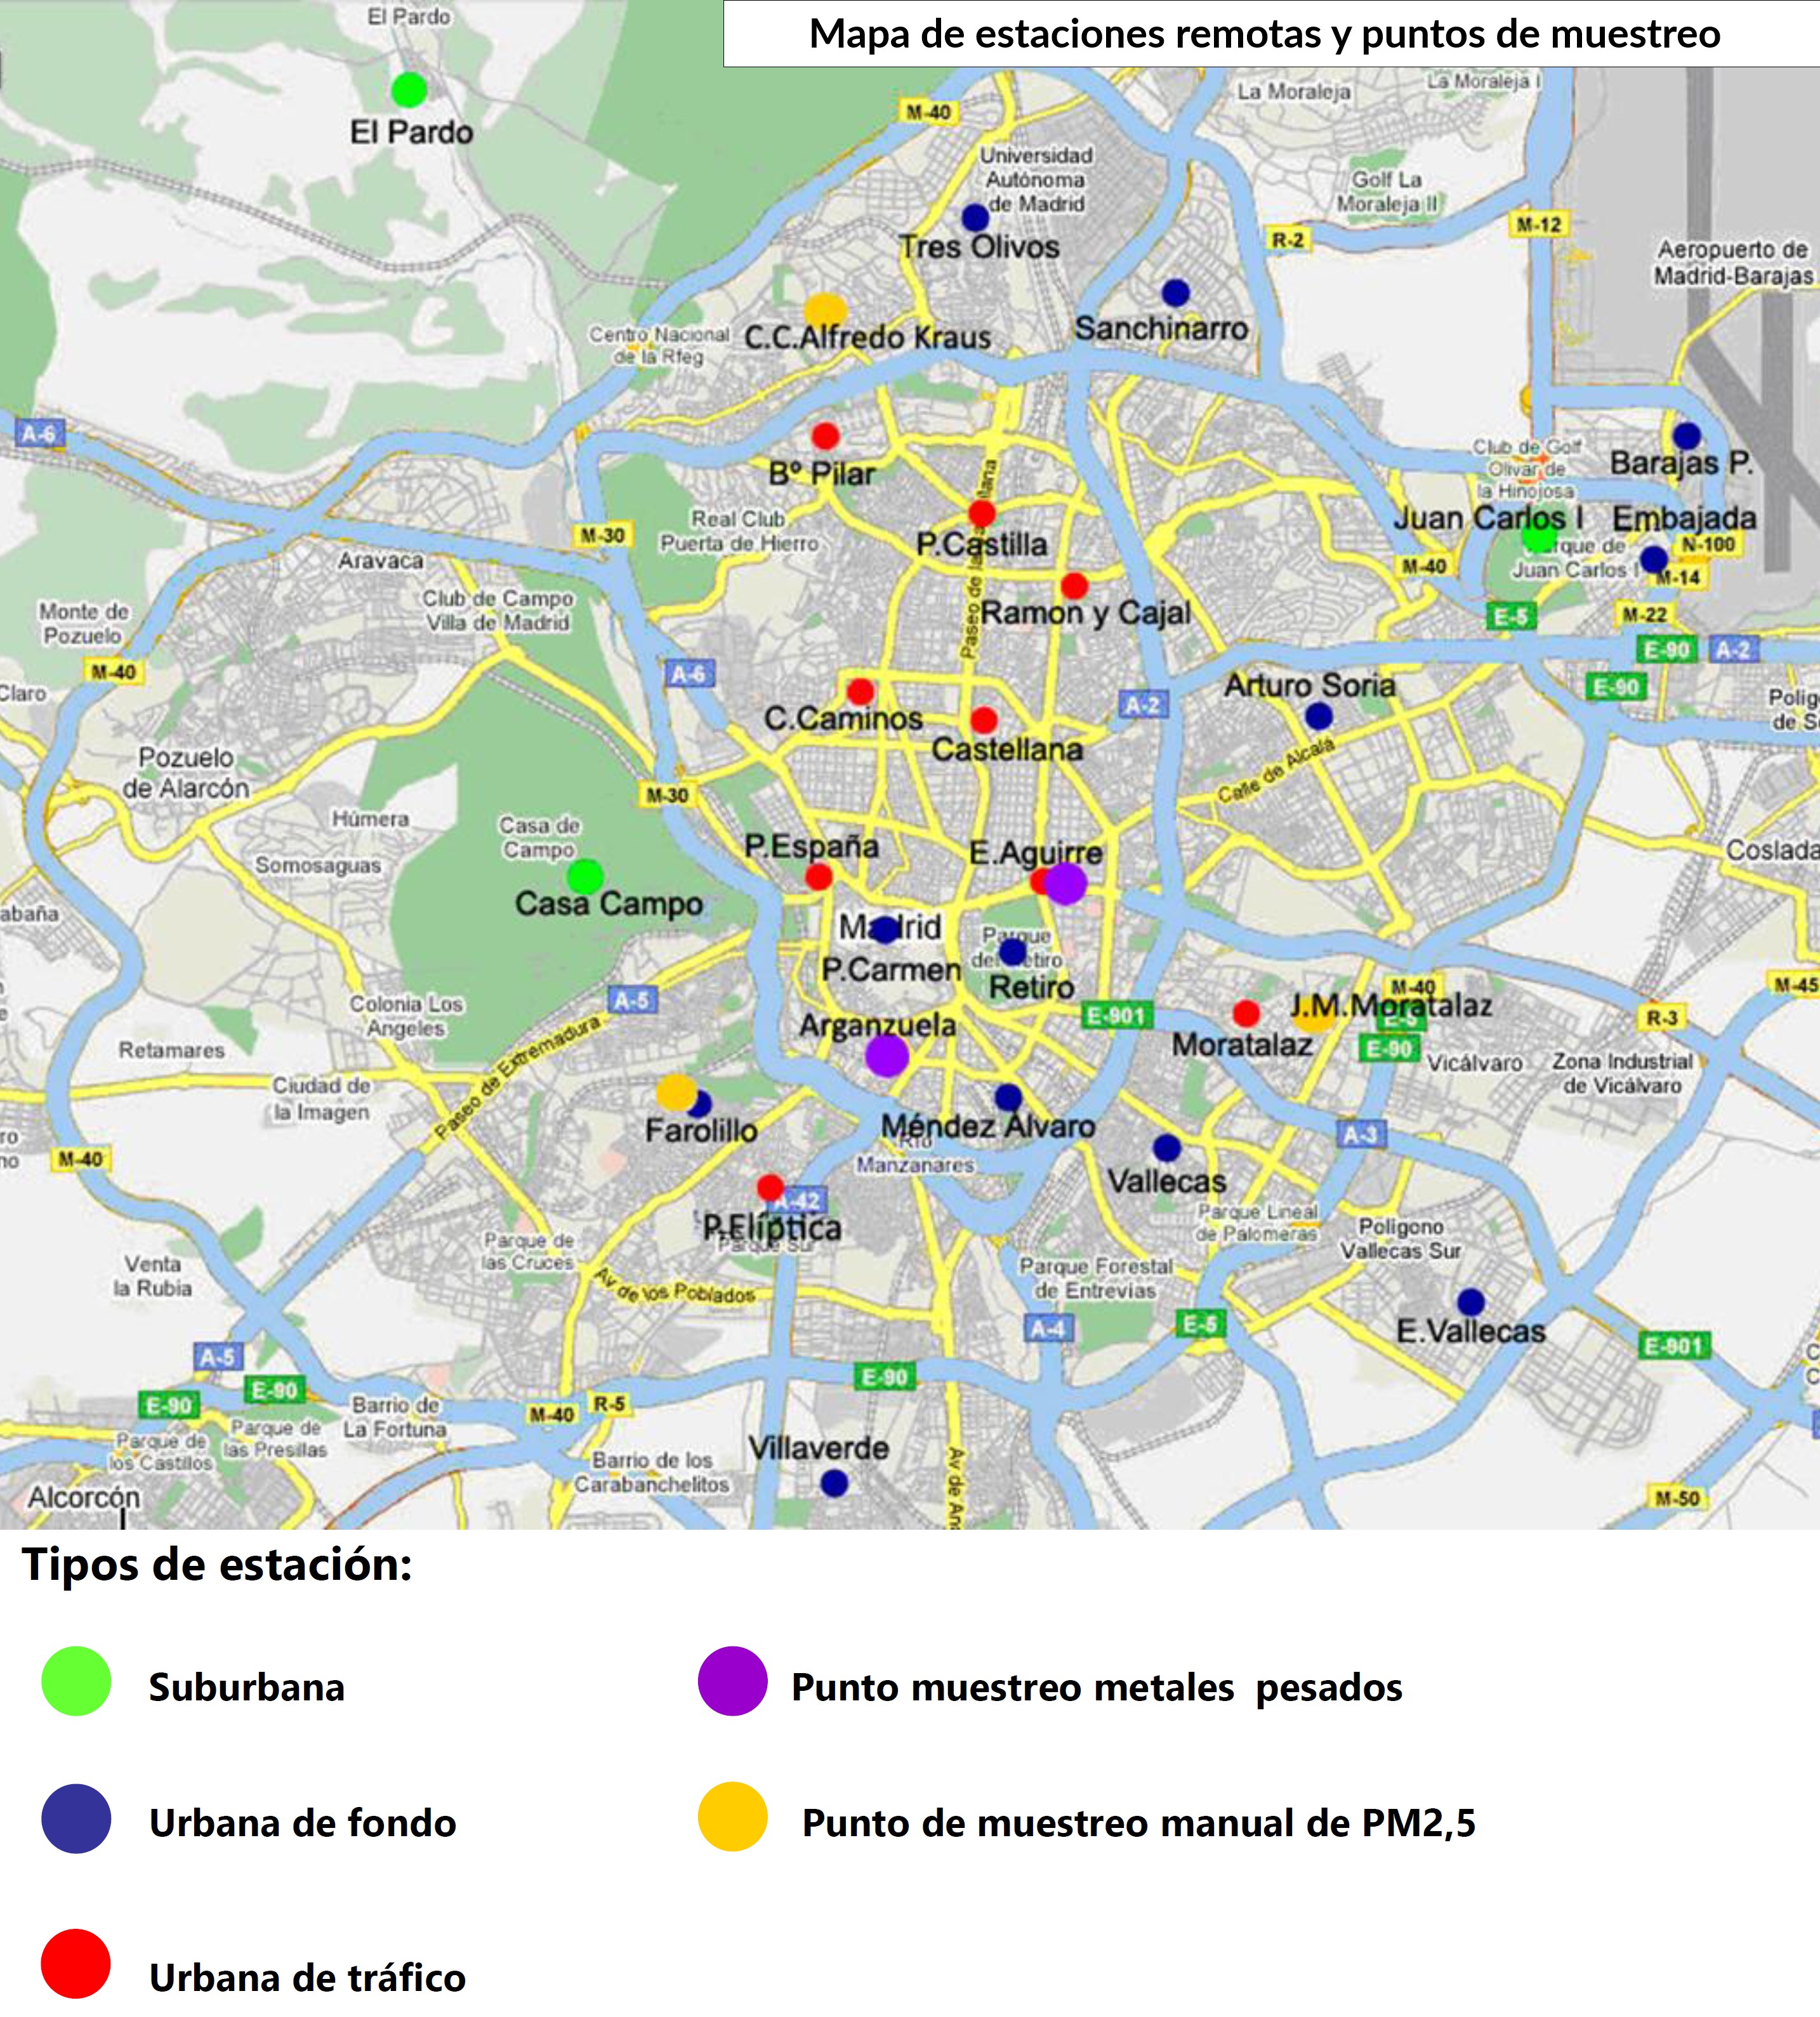 El Pardo
Mapa de estaciones remotas y puntos de muestreo
El Pardo
M-40
La Moraleja
La Moraleja I
Universidad
Autónoma
de Madrid
Tres Olivos
Golf La
Moraleja II
R-2
M-12
Aeropuerto de
Madrid-Barajas
Sanchinarro
Centro Nacional
de la Rfeg
C.C.Alfredo Kraus
A-6
Bº Pilar
Club de Golf
Olivar de
la Hinojosa
Barajas P.
Real Club
Puerta de Hierro
M-30
P.Castilla
Paseo de la
Juan Carlos I
Embajada
N-100
Juan Carlos I
M-14
M-40
Aravaca
Club de Campo
Villa de Madrid
Monte de
Pozuelo
M-40
Ramon y Cajal
E-5
M-22
E-90
A-2
E-90
A-6
A-2
Arturo Soria
Claro
C.Caminos
Castellana
Calle de Alcalá
Polig
de S
Pozuelo
de Alarcón
Húmera
Somosaguas
M-30
Casa de
Campo
Casa Campo
P.España
E.Aguirre
Coslada
abaña
Madrid
P.Carmen
Parque
del Retiro
Retiro
Colonia Los
Angeles
A-5
Arganzuela
E-901
Moratalaz
M-40
J.M.Moratalaz
E-5
E-90
Vicálvaro
R-3
M-45
Zona Industrial
de Vicálvaro
Retamares
Ciudad de
la Imagen
Paseo de Extremadura
Farolillo
Méndez Alvaro
Río
Manzanares
A-3
Vallecas
M-40
A-42
P.Elíptica
Parque Sur
Parque de
las Cruces
Venta
la Rubia
Av de los Poblados
Parque Lineal
de Palomeras
Poligono
Vallecas Sur
Parque Forestal
de Entrevias
A-4
E-5
E.Vallecas
E-901
A-5
E-90
E-90
E-90
Barrio de
La Fortuna
M-40
R-5
Parque de
los Castillos
Parque de
las Presillas
Barrio de los
Carabanchelitos
Villaverde
Av de An
Alcorcón
M-50
Tipos de estación:
Suburbana
Punto muestreo metales pesados
Urbana de fondo
Punto de muestreo manual de PM2,5
Urbana de tráfico